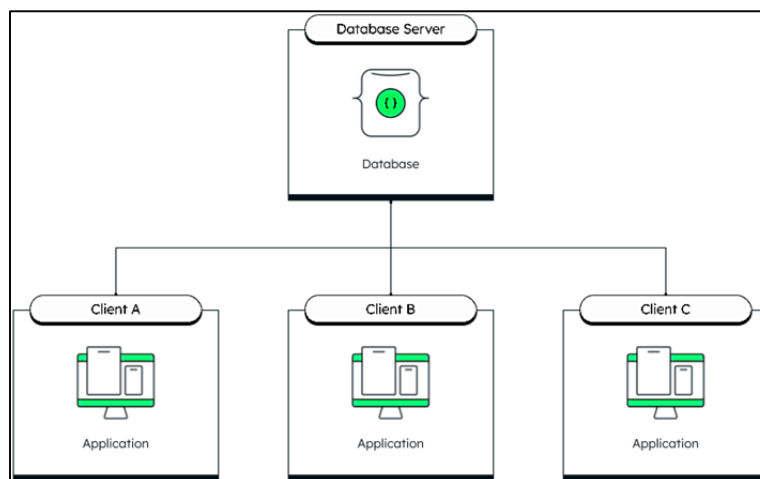 Database Server
{ }
Database
Client A
Client B
Client C
Application
Application
Application